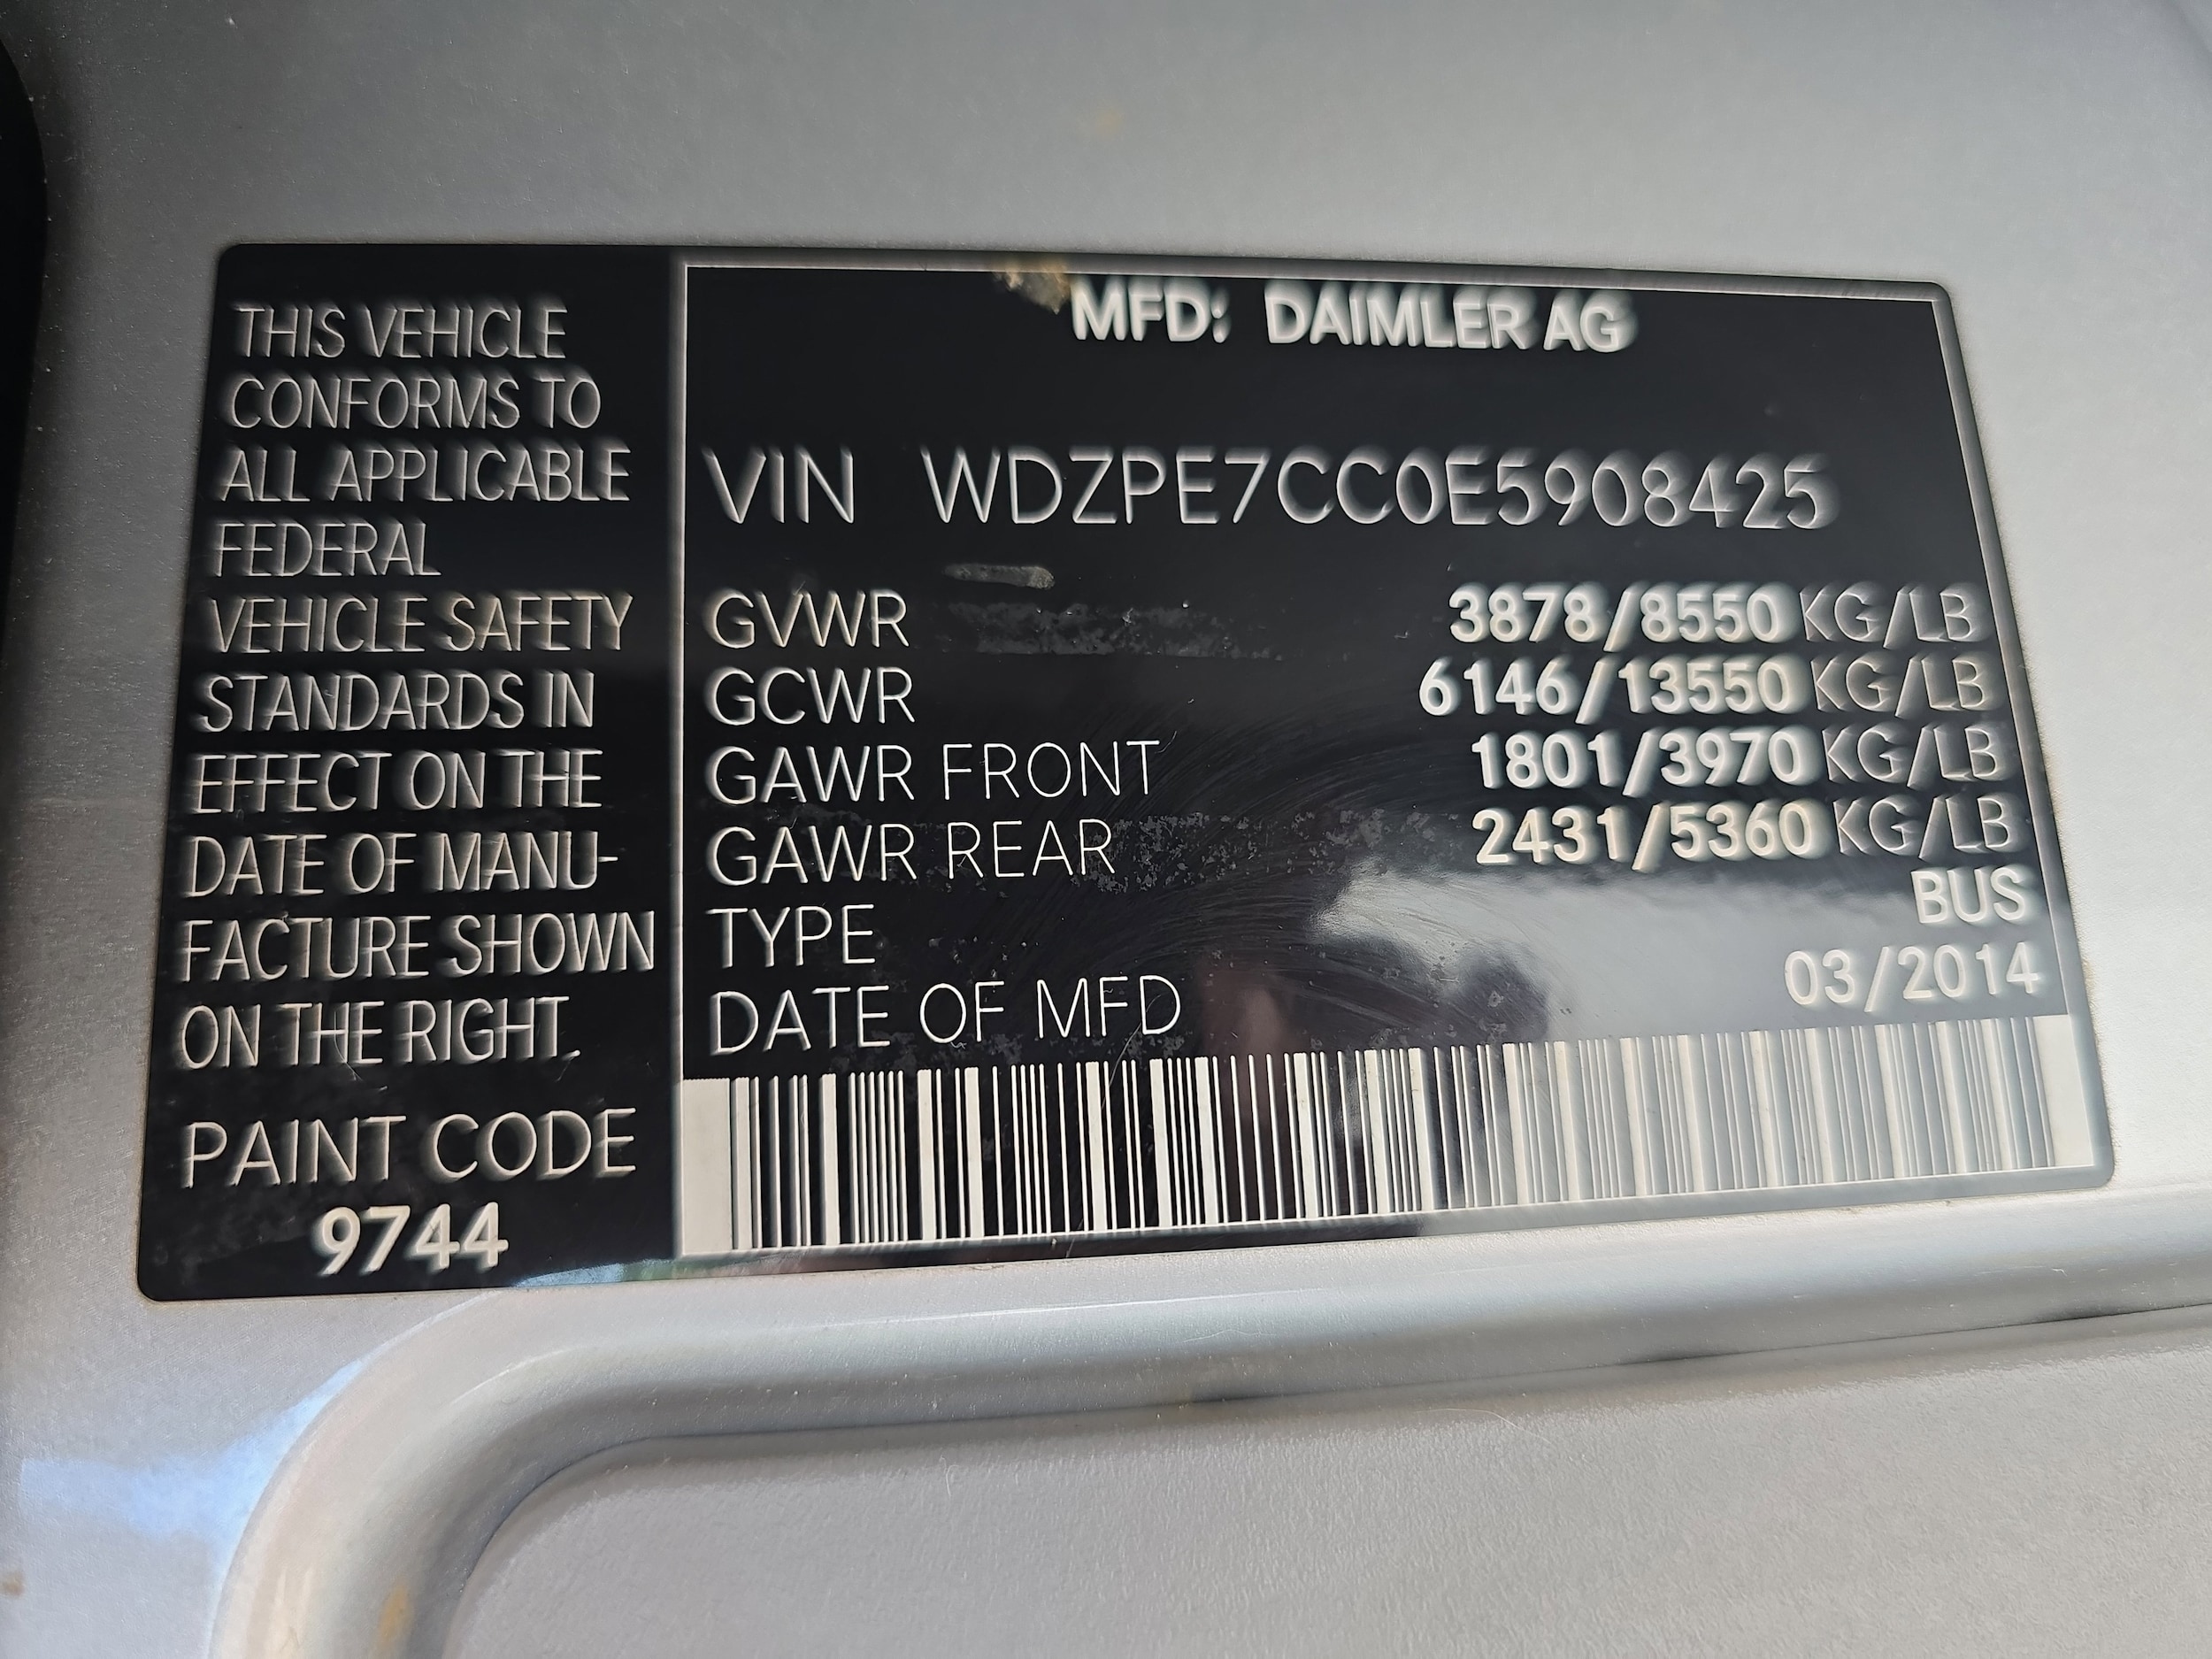 THIS VEHICLE
CONFORMS TO
ALL APPLICABLE
FEDERAL
VEHICLE SAFETY
STANDARDS IN
EFFECT ON THE
DATE OF MANU-
FACTURE SHOWN
ON THE RIGHT.
PAINT CODE
9744
MFD: DAIMLER AG
VIN WDZPE7CC0E5908425
GVWR 3878/8550 KG/LB
GCWR 6146/13550 KG/LB
GAWR FRONT 1801/3970 KG/LB
GAWR REAR 2431/5360 KG/LB
TYPE BUS
DATE OF MFD 03/2014